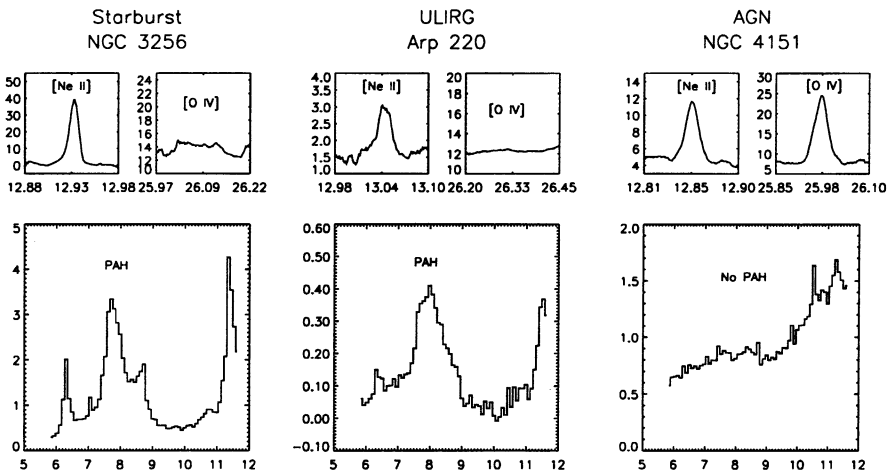 Starburst
NGC 3256
ULIRG
Arp 220
AGN
NGC 4151
50
40
30
20
10
0
[Ne II]
12.88 12.93 12.98
24
22
20
18
16
14
12
[O IV]
25.97 26.09 26.22
4.0
3.5
3.0
2.5
2.0
1.5
1.0
[Ne II]
12.98 13.04 13.10
20
18
16
14
12
10
[O IV]
26.20 26.33 26.45
14
12
10
8
6
4
[Ne II]
12.81 12.85 12.90
30
25
20
15
10
5
[O IV]
25.85 25.98 26.10
5
4
3
2
1
0
PAH
5 6 7 8 9 10 11 12
0.60
0.50
0.40
0.30
0.20
0.10
0.00
-0.10
PAH
5 6 7 8 9 10 11 12
2.0
1.5
1.0
0.5
0.0
No PAH
5 6 7 8 9 10 11 12